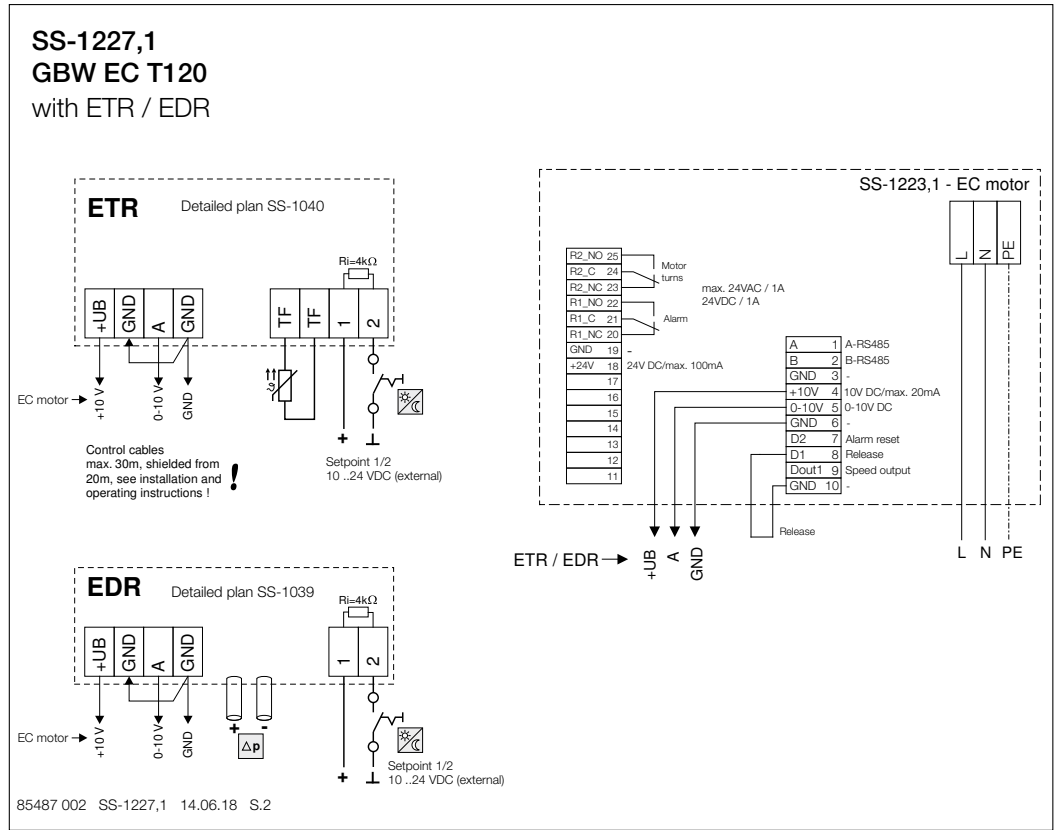 SS-1227,1
GBW EC T120
with ETR / EDR
ETR
Detailed plan SS-1040
Ri=4kΩ
+UB
GND
A
GND
TF
TF
1
2
EC motor
+10 V
0-10 V
GND
+
Setpoint 1/2
10 ..24 VDC (external)
Control cables
max. 30m, shielded from
20m, see installation and
operating instructions !
!
EDR
Detailed plan SS-1039
Ri=4kΩ
+UB
GND
A
GND
1
2
EC motor
+10 V
0-10 V
GND
+
-
Δp
+
Setpoint 1/2
10 ..24 VDC (external)
SS-1223,1 - EC motor
L
N
PE
R2_NO 25
R2_C 24
R2_NC 23
R1_NO 22
R1_C 21
R1_NC 20
GND 19 -
+24V 18 24V DC/max. 100mA
17
16
15
14
13
12
11
Motor
turns
Alarm
max. 24VAC / 1A
24VDC / 1A
A 1 A-RS485
B 2 B-RS485
GND 3 -
+10V 4 10V DC/max. 20mA
0-10V 5 0-10V DC
GND 6 -
D2 7 Alarm reset
D1 8 Release
Dout1 9 Speed output
GND 10 -
Release
ETR / EDR
+UB
A
GND
L N PE
85487 002 SS-1227,1 14.06.18 S.2